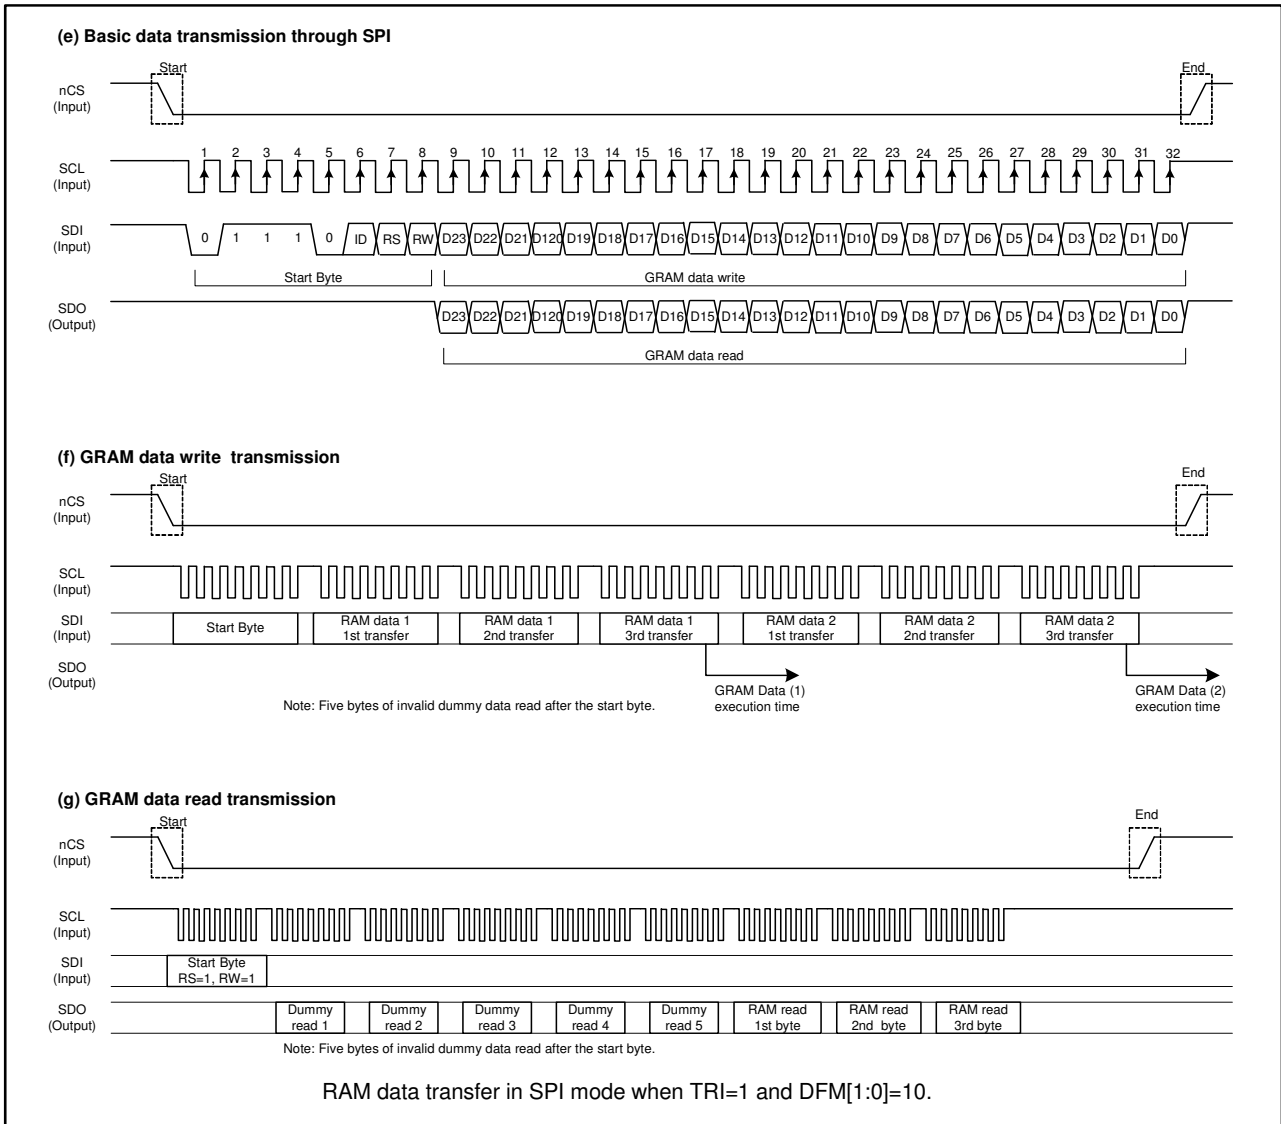 (e) Basic data transmission through SPI
Start
End
nCS
(Input)
1 2 3 4 5 6 7 8 9 10 11 12 13 14 15 16 17 18 19 20 21 22 23 24 25 26 27 28 29 30 31 32
SCL
(Input)
SDI
(Input)
0 1 1 1 0 ID RS RW D23 D22 D21 D120 D19 D18 D17 D16 D15 D14 D13 D12 D11 D10 D9 D8 D7 D6 D5 D4 D3 D2 D1 D0
Start Byte
GRAM data write
SDO
(Output)
D23 D22 D21 D120 D19 D18 D17 D16 D15 D14 D13 D12 D11 D10 D9 D8 D7 D6 D5 D4 D3 D2 D1 D0
GRAM data read
(f) GRAM data write transmission
Start
End
nCS
(Input)
SCL
(Input)
SDI
(Input)
Start Byte
RAM data 1
1st transfer
RAM data 1
2nd transfer
RAM data 1
3rd transfer
RAM data 2
1st transfer
RAM data 2
2nd transfer
RAM data 2
3rd transfer
SDO
(Output)
GRAM Data (1)
execution time
GRAM Data (2)
execution time
Note: Five bytes of invalid dummy data read after the start byte.
(g) GRAM data read transmission
Start
End
nCS
(Input)
SCL
(Input)
SDI
(Input)
Start Byte
RS=1, RW=1
SDO
(Output)
Dummy
read 1
Dummy
read 2
Dummy
read 3
Dummy
read 4
Dummy
read 5
RAM read
1st byte
RAM read
2nd byte
RAM read
3rd byte
Note: Five bytes of invalid dummy data read after the start byte.
RAM data transfer in SPI mode when TRI=1 and DFM[1:0]=10.